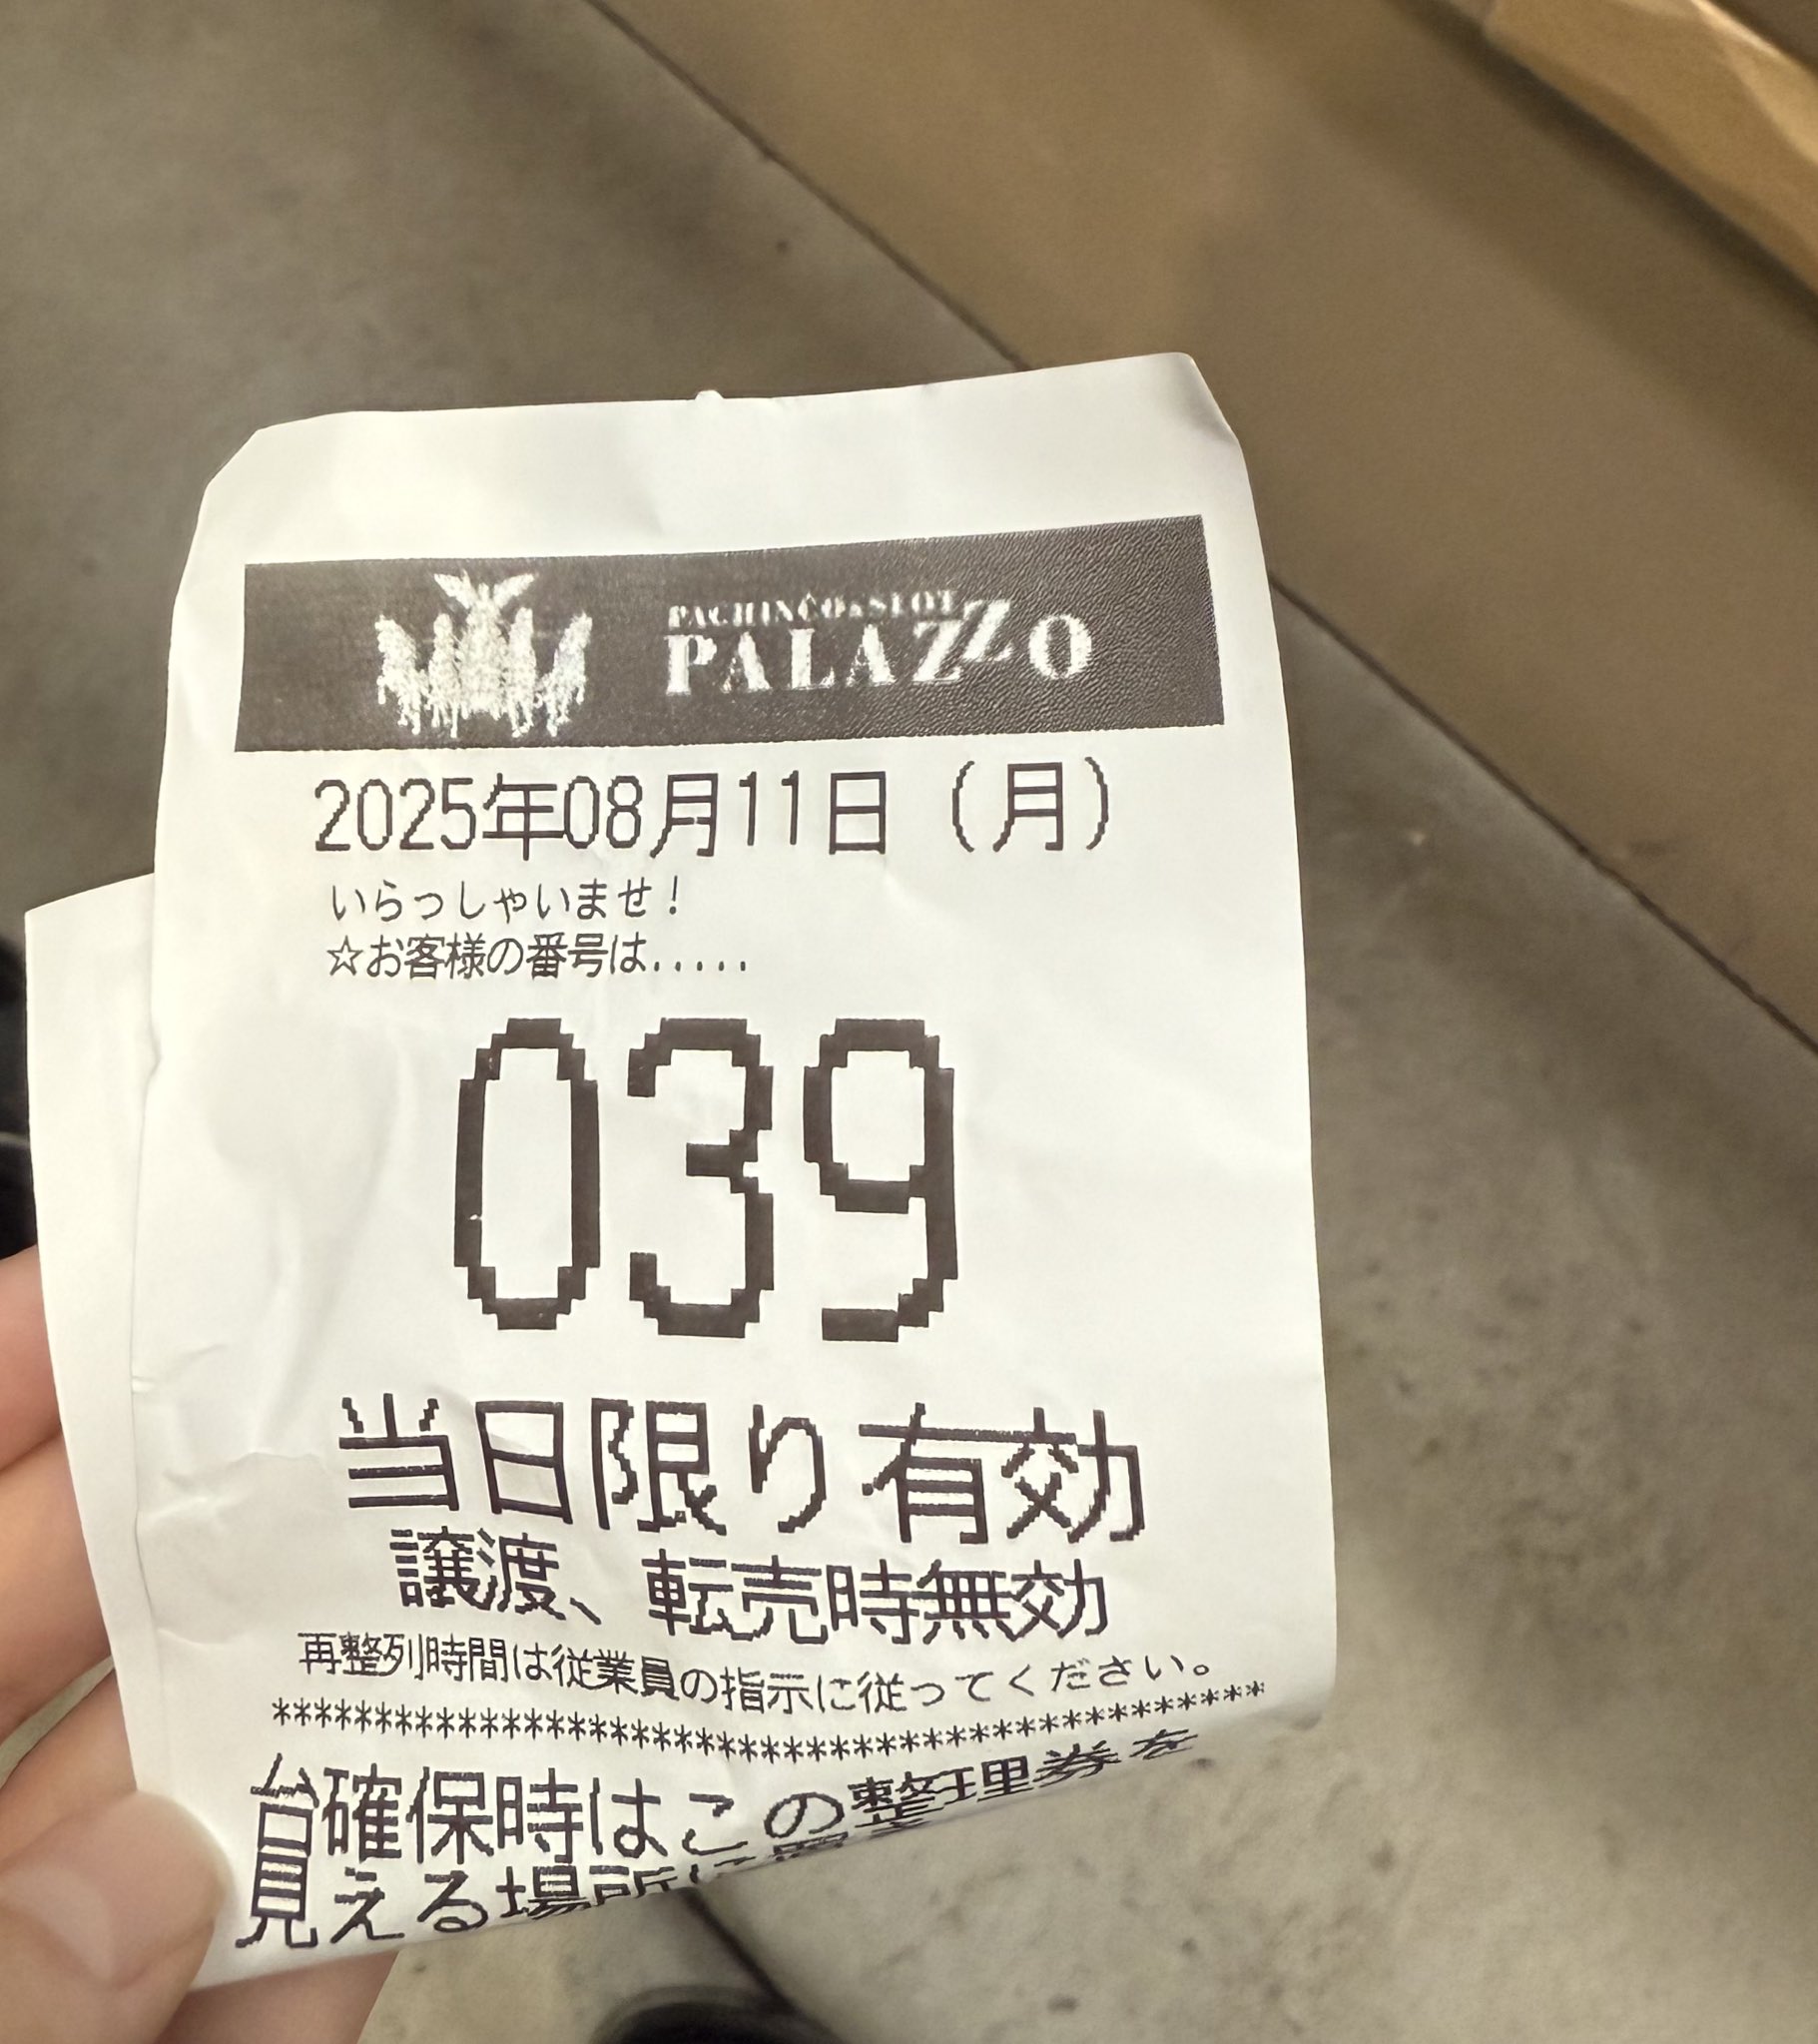 PACHINCO&SLOT
PALAZZO
2025年08月11日（月）
いらっしゃいませ！
☆お客様の番号は.....
039
当日限り有効
譲渡、転売時無効
再整列時間は従業員の指示に従ってください。
***********************************************
台確保時はこの整理券を
見える場所に